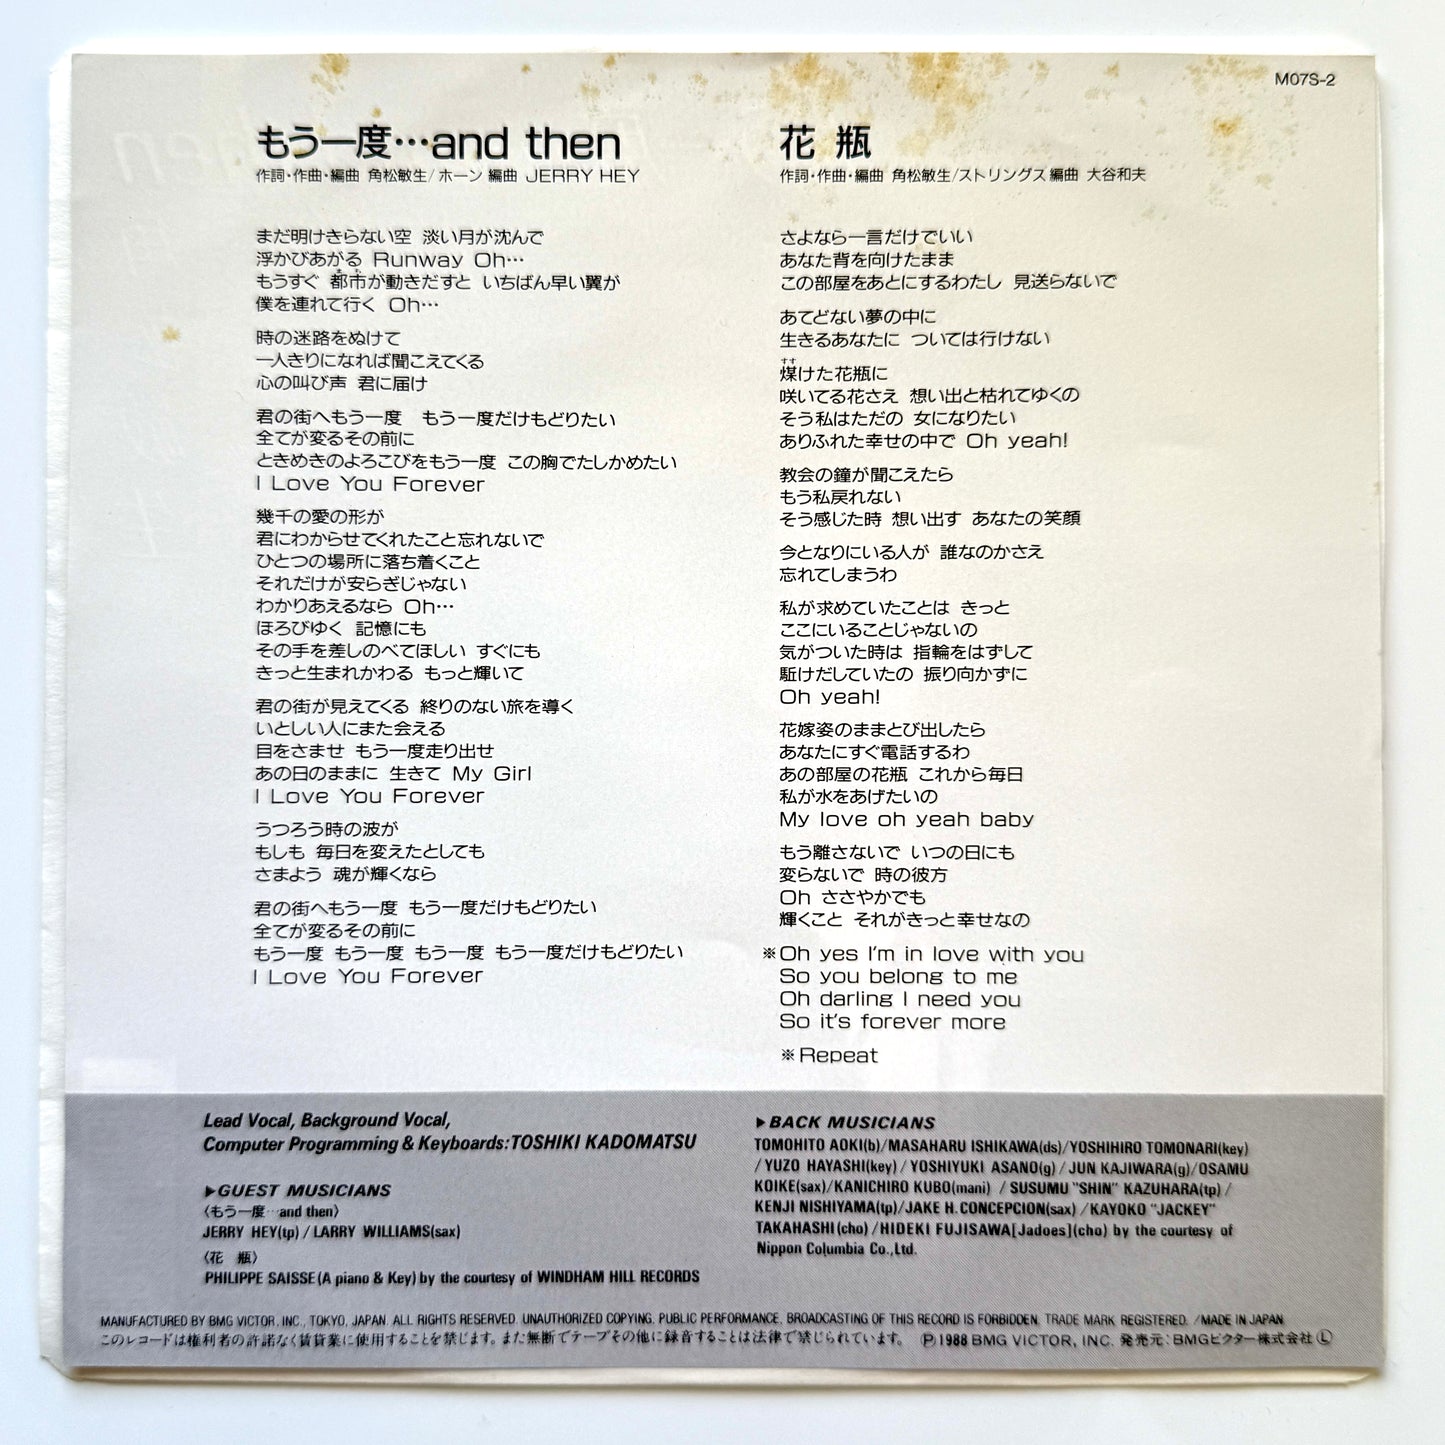 M07S-2
もう一度…and then
作詞・作曲・編曲 角松敏生/ホーン 編曲 JERRY HEY
まだ明けきらない空 淡い月が沈んで
浮かびあがる Runway Oh…
もうすぐ 都市が動きだすと いちばん早い翼が
僕を連れて行く Oh…
時の迷路をぬけて
一人きりになれば聞こえてくる
心の叫び声 君に届け
君の街へもう一度 もう一度だけもどりたい
全てが変るその前に
ときめきのよろこびをもう一度 この胸でたしかめたい
I Love You Forever
幾千の愛の形が
君にわからせてくれたこと忘れないで
ひとつの場所に落ち着くこと
それだけが安らぎじゃない
わかりあえるなら Oh…
ほろびゆく 記憶にも
その手を差しのべてほしい すぐにも
きっと生まれかわる もっと輝いて
君の街が見えてくる 終りのない旅を導く
いとしい人にまた会える
目をさませ もう一度走り出せ
あの日のままに 生きて My Girl
I Love You Forever
うつろう時の波が
もしも 毎日を変えたとしても
さまよう 魂が輝くなら
君の街へもう一度 もう一度だけもどりたい
全てが変るその前に
もう一度 もう一度 もう一度 もう一度だけもどりたい
I Love You Forever
花 瓶
作詞・作曲・編曲 角松敏生/ストリングス編曲 大谷和夫
さよなら一言だけでいい
あなた背を向けたまま
この部屋をあとにするわたし 見送らないで
あてどない夢の中に
生きるあなたに ついては行けない
すす
煤けた花瓶に
咲いてる花さえ 想い出と枯れてゆくの
そう私はただの 女になりたい
ありふれた幸せの中で Oh yeah!
教会の鐘が聞こえたら
もう私戻れない
そう感じた時 想い出す あなたの笑顔
今となりにいる人が 誰なのかさえ
忘れてしまうわ
私が求めていたことは きっと
ここにいることじゃないの
気がついた時は 指輪をはずして
駈けだしていたの 振り向かずに
Oh yeah!
花嫁姿のままとび出したら
あなたにすぐ電話するわ
あの部屋の花瓶 これから毎日
私が水をあげたいの
My love oh yeah baby
もう離さないで いつの日にも
変らないで 時の彼方
Oh ささやかでも
輝くこと それがきっと幸せなの
※Oh yes I'm in love with you
So you belong to me
Oh darling I need you
So it's forever more
※Repeat
Lead Vocal, Background Vocal,
Computer Programming & Keyboards:TOSHIKI KADOMATSU
▶GUEST MUSICIANS
〈もう一度…and then〉
JERRY HEY(tp) / LARRY WILLIAMS(sax)
〈花 瓶〉
PHILIPPE SAISSE(A piano & Key) by the courtesy of WINDHAM HILL RECORDS
▶BACK MUSICIANS
TOMOHITO AOKI(b)/MASAHARU ISHIKAWA(ds)/YOSHIHIRO TOMONARI(key)
/YUZO HAYASHI(key)/YOSHIYUKI ASANO(g)/JUN KAJIWARA(g)/OSAMU
KOIKE(sax)/KANICHIRO KUBO(mani) / SUSUMU "SHIN" KAZUHARA(tp) /
KENJI NISHIYAMA(tp)/JAKE H. CONCEPCION(sax) /KAYOKO "JACKEY"
TAKAHASHI(cho)/HIDEKI FUJISAWA[Jadoes](cho) by the courtesy of
Nippon Columbia Co.,Ltd.
MANUFACTURED BY BMG VICTOR, INC., TOKYO, JAPAN. ALL RIGHTS RESERVED. UNAUTHORIZED COPYING, PUBLIC PERFORMANCE, BROADCASTING OF THIS RECORD IS FORBIDDEN. TRADE MARK REGISTERED. /MADE IN JAPAN
このレコードは権利者の許諾なく賃貸業に使用することを禁じます。また無断でテープその他に録音することは法律で禁じられています。 Ⓟ1988 BMG VICTOR, INC. 発売元:BMGビクター株式会社 Ⓛ